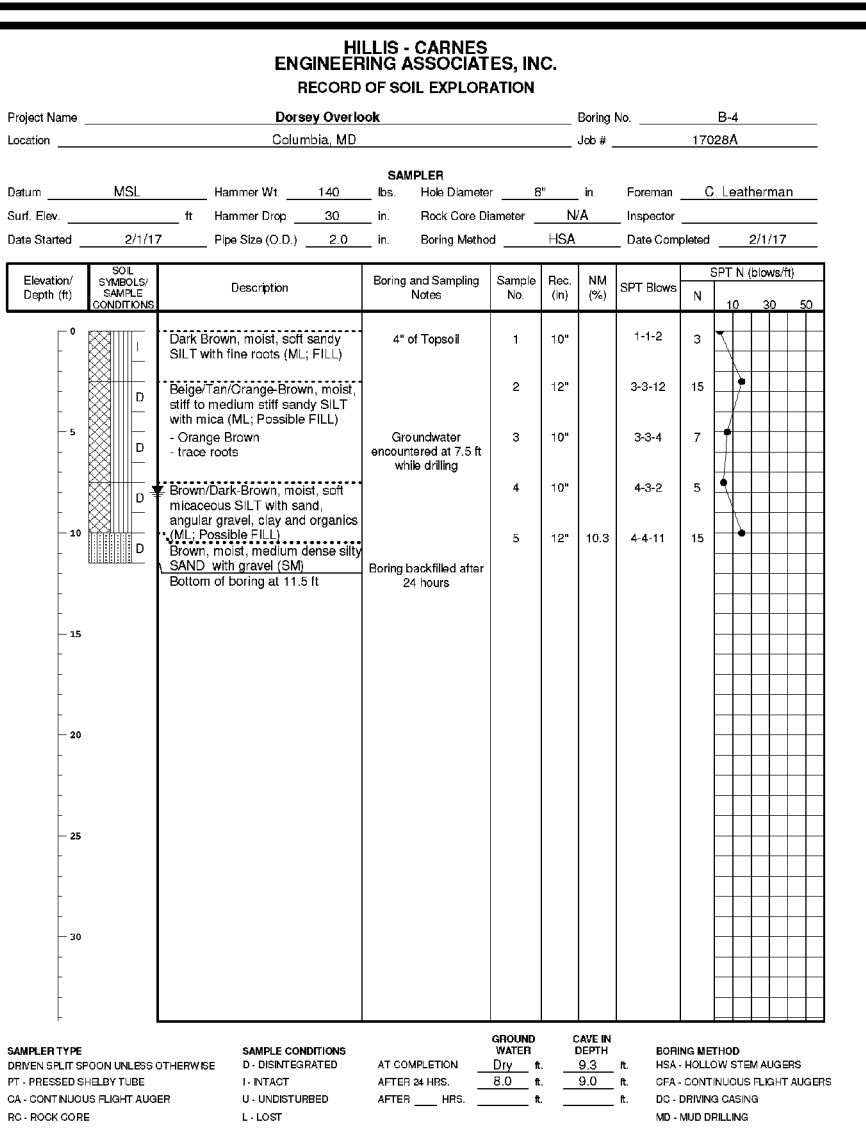 HILLIS - CARNES
ENGINEERING ASSOCIATES, INC.
RECORD OF SOIL EXPLORATION
Project Name Dorsey Overlook Boring No. B-4
Location Columbia, MD Job # 17028A
SAMPLER
Datum MSL Hammer Wt. 140 lbs. Hole Diameter 6" in. Foreman C. Leatherman
Surf. Elev. ft Hammer Drop 30 in. Rock Core Diameter N/A Inspector
Date Started 2/1/17 Pipe Size (O.D.) 2.0 in. Boring Method HSA Date Completed 2/1/17
Elevation/
Depth (ft)
SOIL
SYMBOLS/
SAMPLE
CONDITIONS
Description
Boring and Sampling
Notes
Sample
No.
Rec.
(in)
NM
(%)
SPT Blows
SPT N (blows/ft)
N 10 30 50
0 I Dark Brown, moist, soft sandy 4" of Topsoil 1 10" 1-1-2 3
SILT with fine roots (ML; FILL)
D Beige/Tan/Orange-Brown, moist, 2 12" 3-3-12 15
stiff to medium stiff sandy SILT
with mica (ML; Possible FILL)
5 D - Orange Brown Groundwater 3 10" 3-3-4 7
- trace roots encountered at 7.5 ft
while drilling
D Brown/Dark-Brown, moist, soft 4 10" 4-3-2 5
micaceous SILT with sand,
angular gravel, clay and organics
10 (ML; Possible FILL) 5 12" 10.3 4-4-11 15
D Brown, moist, medium dense silty
SAND with gravel (SM) Boring backfilled after
Bottom of boring at 11.5 ft 24 hours
15
20
25
30
SAMPLER TYPE SAMPLE CONDITIONS GROUND WATER CAVE IN DEPTH BORING METHOD
DRIVEN SPLIT SPOON UNLESS OTHERWISE D - DISINTEGRATED AT COMPLETION Dry ft. 9.3 ft. HSA - HOLLOW STEM AUGERS
PT - PRESSED SHELBY TUBE I - INTACT AFTER 24 HRS. 8.0 ft. 9.0 ft. CFA - CONTINUOUS FLIGHT AUGERS
CA - CONTINUOUS FLIGHT AUGER U - UNDISTURBED AFTER ____ HRS. ft. ft. DC - DRIVING CASING
RC - ROCK CORE L - LOST MD - MUD DRILLING